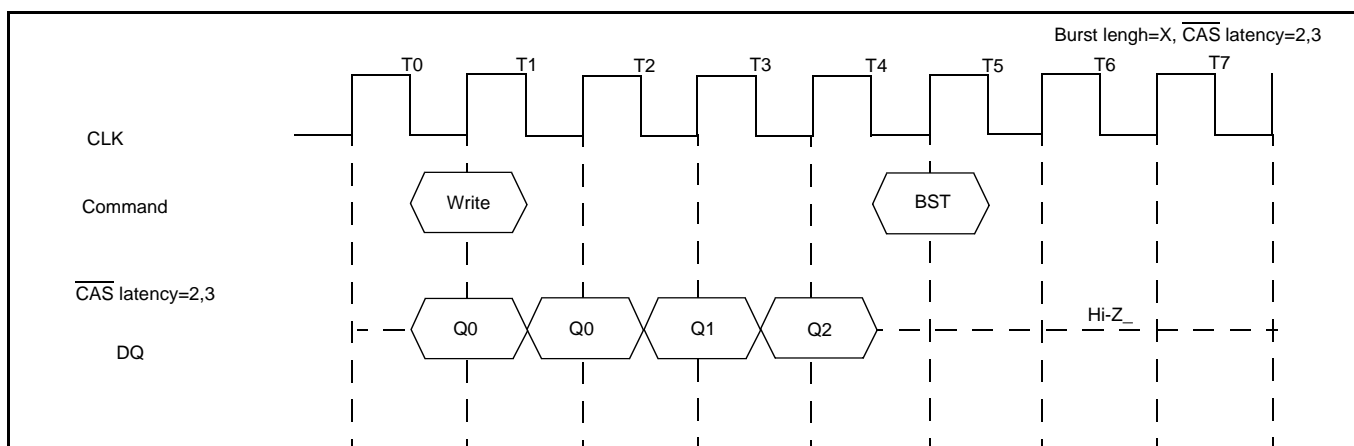 Burst lengh=X, CAS latency=2,3
T0 T1 T2 T3 T4 T5 T6 T7
CLK
Command
Write
BST
CAS latency=2,3
DQ
Q0
Q0
Q1
Q2
Hi-Z_